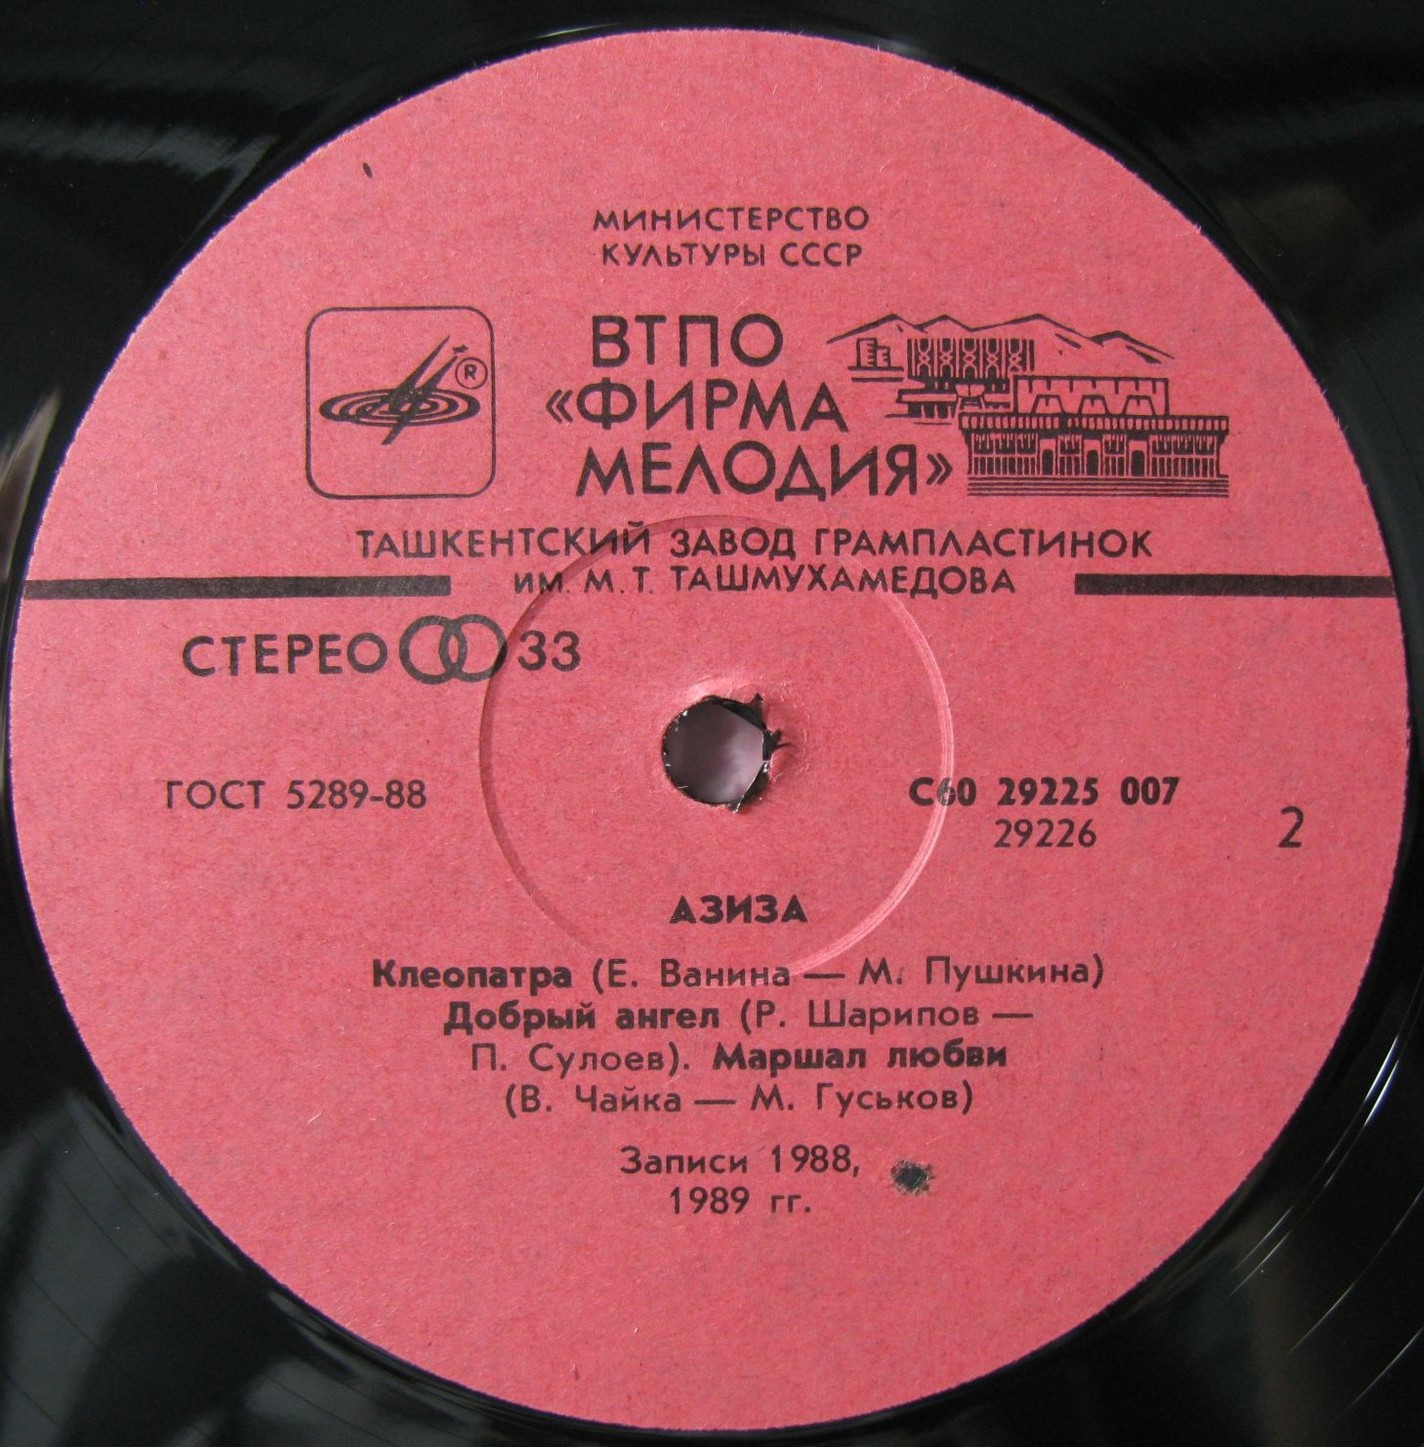 МИНИСТЕРСТВО
КУЛЬТУРЫ СССР
ВТПО
«ФИРМА
МЕЛОДИЯ»
®
ТАШКЕНТСКИЙ ЗАВОД ГРАМПЛАСТИНОК
ИМ. М. Т. ТАШМУХАМЕДОВА
СТЕРЕО 33
ГОСТ 5289-88
С60 29225 007
29226
2
АЗИЗА
Клеопатра (Е. Ванина — М. Пушкина)
Добрый ангел (Р. Шарипов —
П. Сулоев). Маршал любви
(В. Чайка — М. Гуськов)
Записи 1988,
1989 гг.